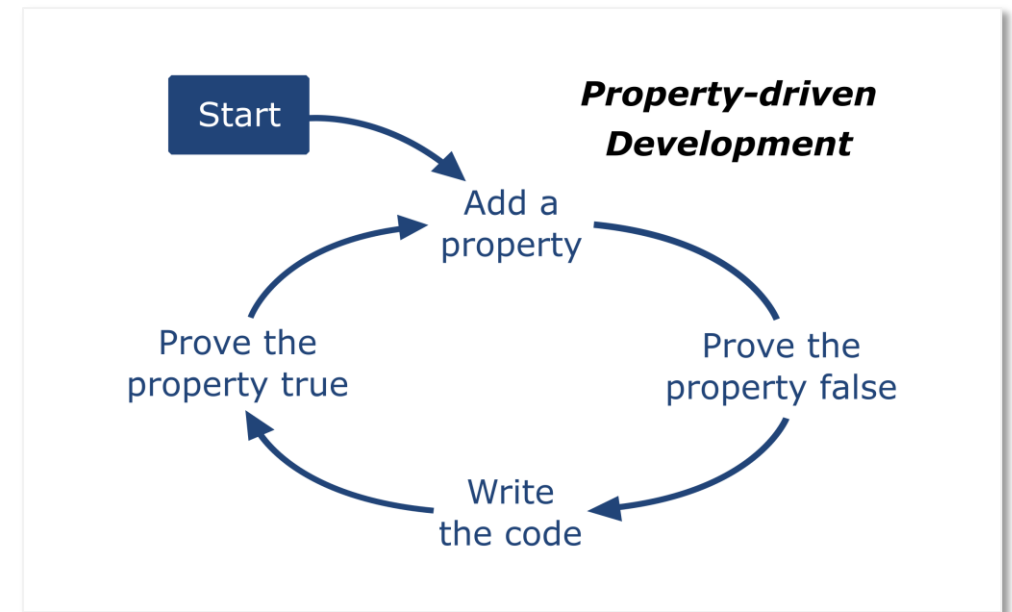 Start
Property-driven
Development
Add a
property
Prove the
property false
Write
the code
Prove the
property true